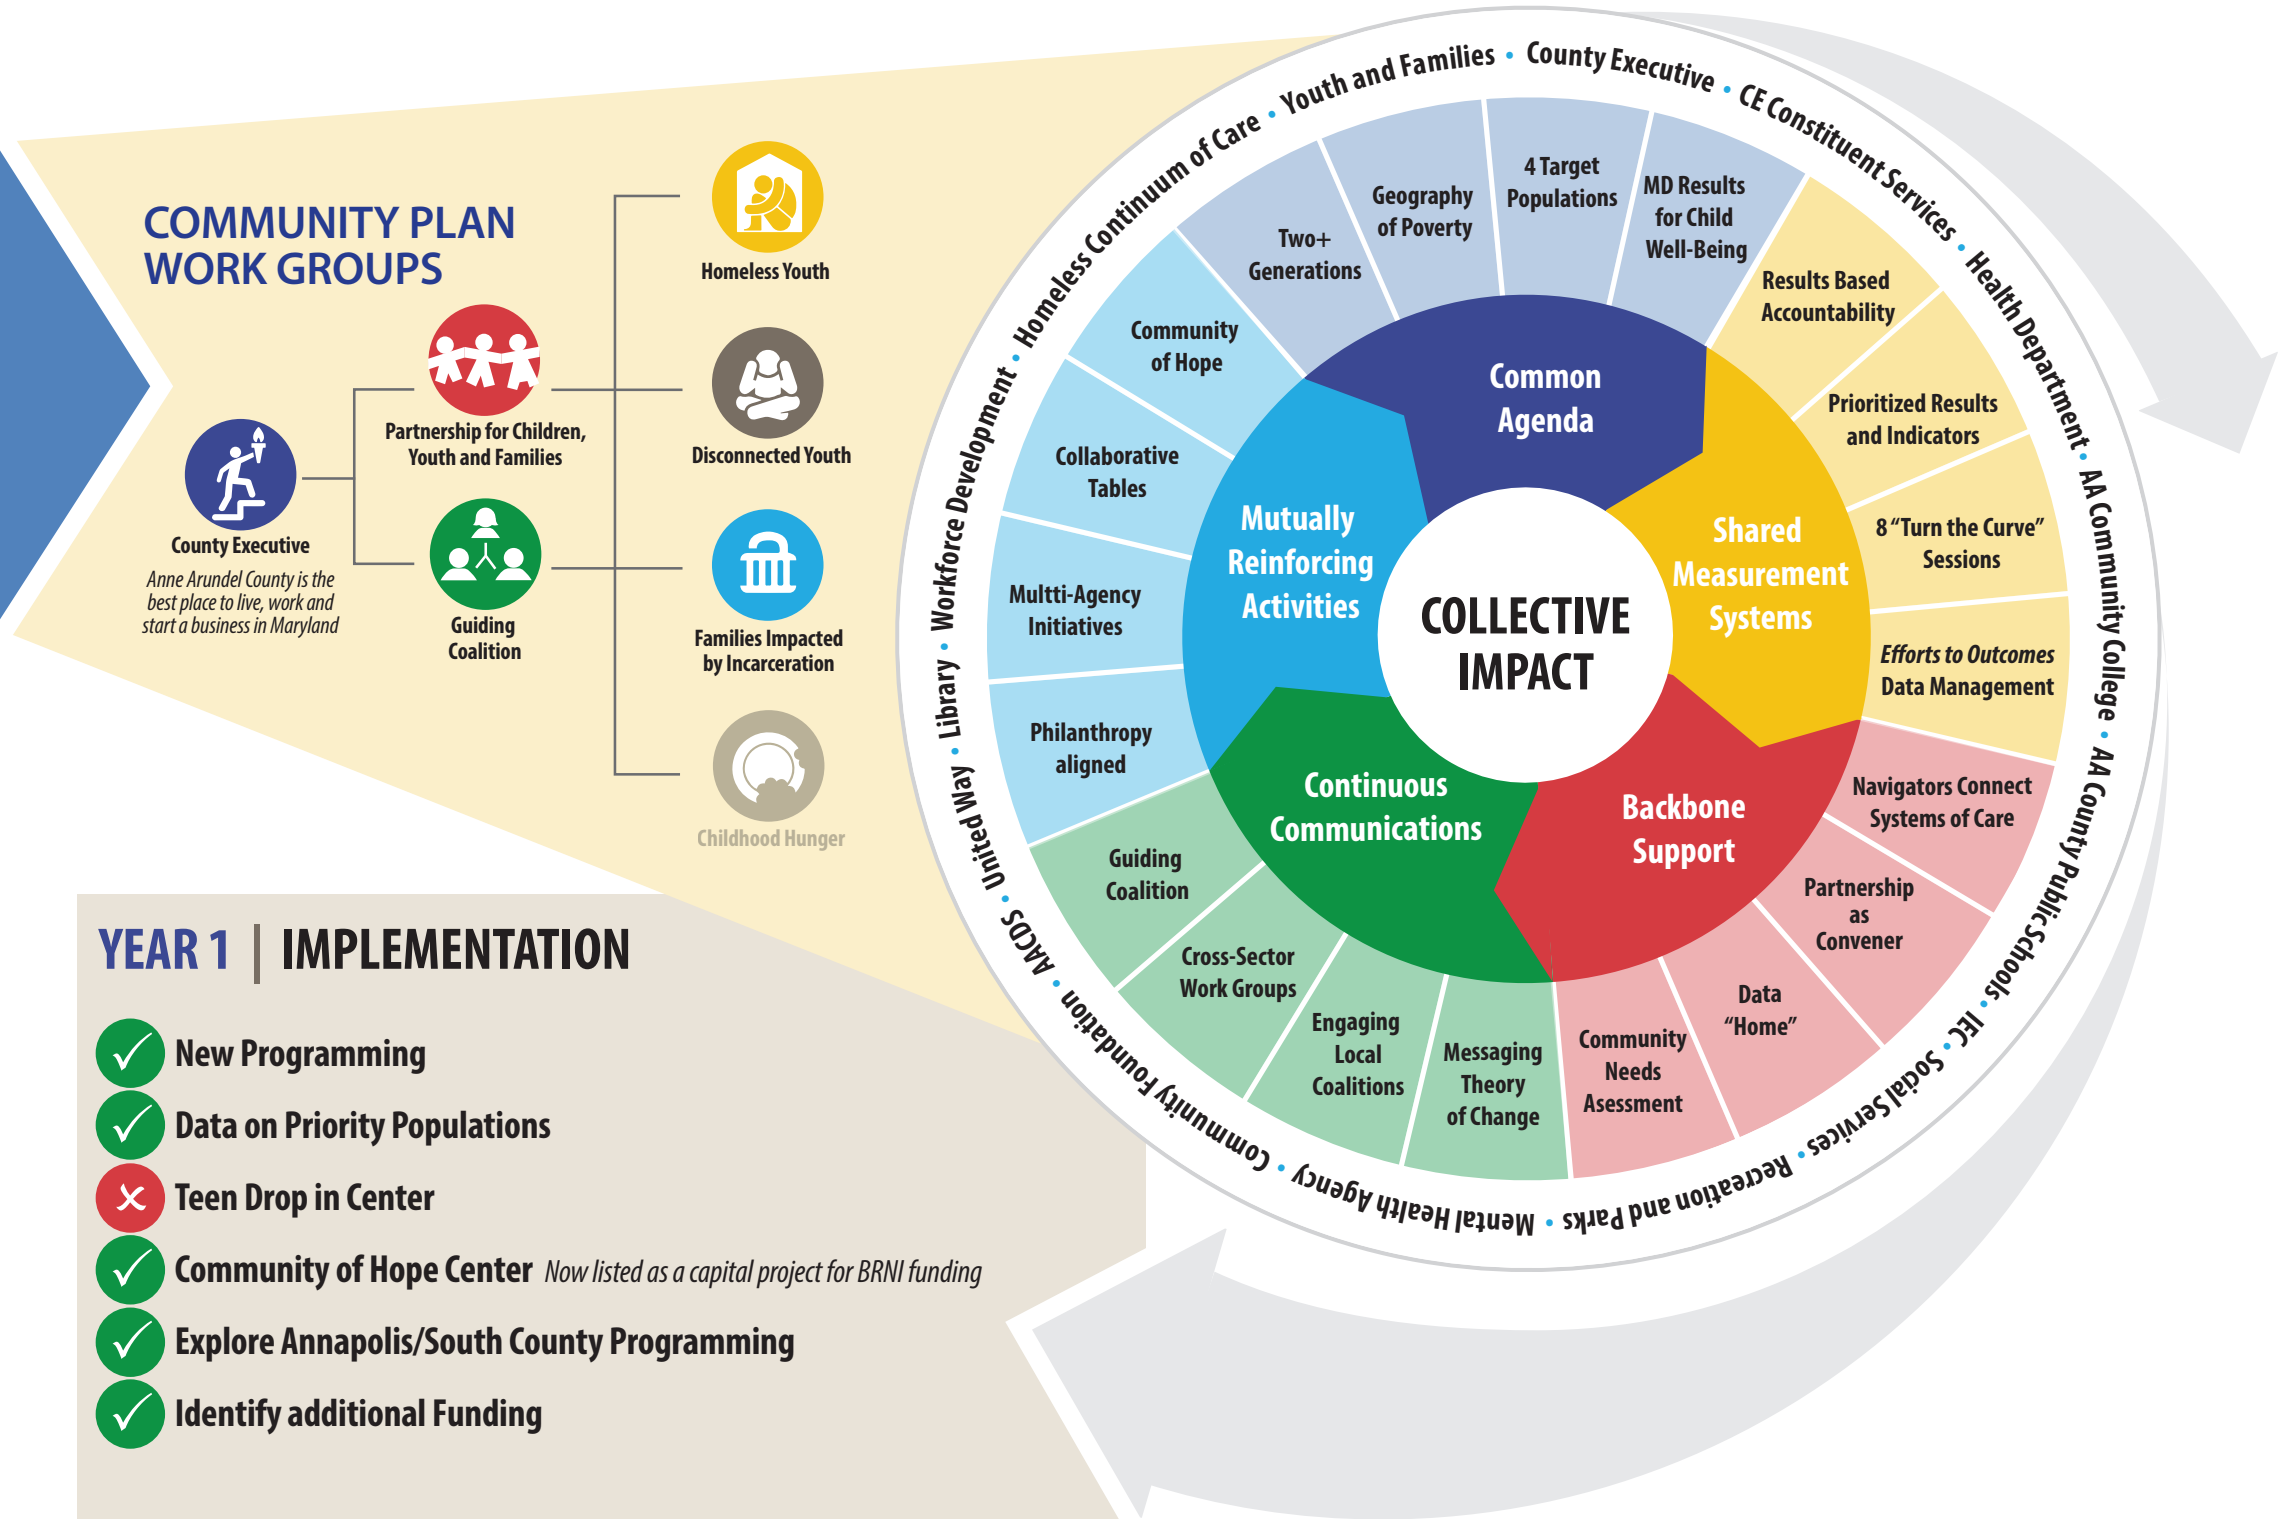 COMMUNITY PLAN
WORK GROUPS
County Executive
Anne Arundel County is the
best place to live, work and
start a business in Maryland
Partnership for Children,
Youth and Families
Guiding
Coalition
Homeless Youth
Disconnected Youth
Families Impacted
by Incarceration
Childhood Hunger
YEAR 1 | IMPLEMENTATION
New Programming
Data on Priority Populations
Teen Drop in Center
Community of Hope Center Now listed as a capital project for BRNI funding
Explore Annapolis/South County Programming
Identify additional Funding
County Executive • CE Constituent Services • Health Department • AA Community College • AA County Public Schools • IEC • Social Services • Recreation and Parks • Mental Health Agency • Community Foundation • AACDS • United Way • Library • Workforce Development • Homeless Continuum of Care • Youth and Families •
COLLECTIVE
IMPACT
Common
Agenda
Two+
Generations
Geography
of Poverty
4 Target
Populations
MD Results
for Child
Well-Being
Shared
Measurement
Systems
Results Based
Accountability
Prioritized Results
and Indicators
8 “Turn the Curve”
Sessions
Efforts to Outcomes
Data Management
Backbone
Support
Navigators Connect
Systems of Care
Partnership
as
Convener
Data
“Home”
Community
Needs
Asessment
Continuous
Communications
Messaging
Theory
of Change
Engaging
Local
Coalitions
Cross-Sector
Work Groups
Guiding
Coalition
Mutually
Reinforcing
Activities
Philanthropy
aligned
Multti-Agency
Initiatives
Collaborative
Tables
Community
of Hope